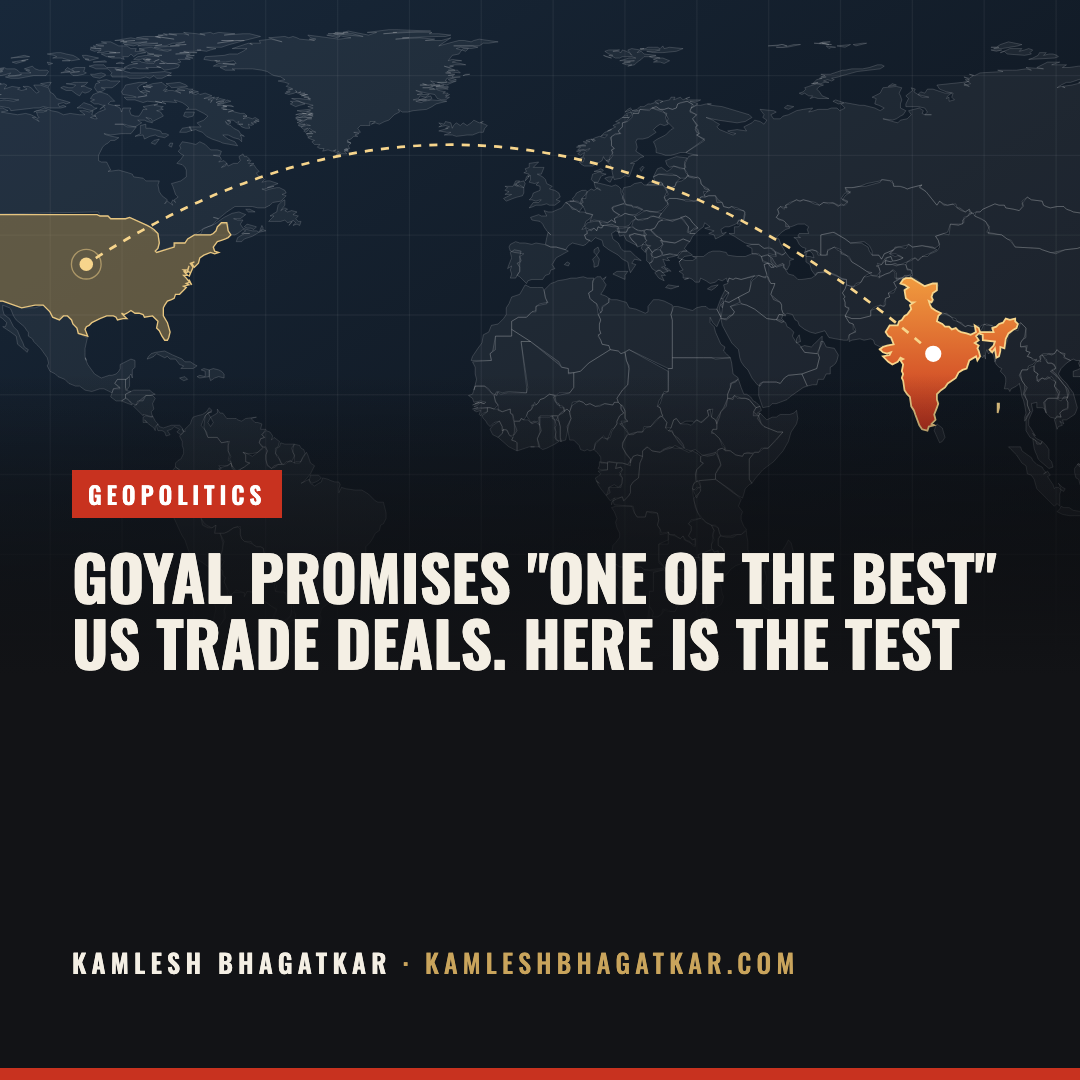 GEOPOLITICS
GOYAL PROMISES "ONE OF THE BEST"
US TRADE DEALS. HERE IS THE TEST
KAMLESH BHAGATKAR · KAMLESHBHAGATKAR.COM